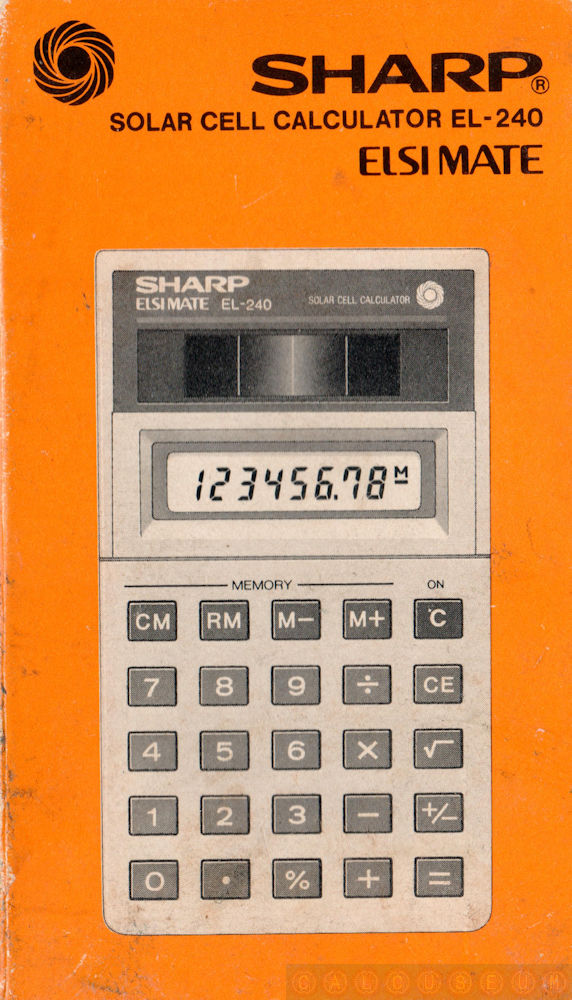 SHARP®
SOLAR CELL CALCULATOR EL-240
ELSI MATE
SHARP
ELSI MATE EL-240 SOLAR CELL CALCULATOR
123456.78 M
MEMORY ON
CM RM M− M+ C
7 8 9 ÷ CE
4 5 6 × √
1 2 3 − +/−
0 . % + =
CALCUSEUM